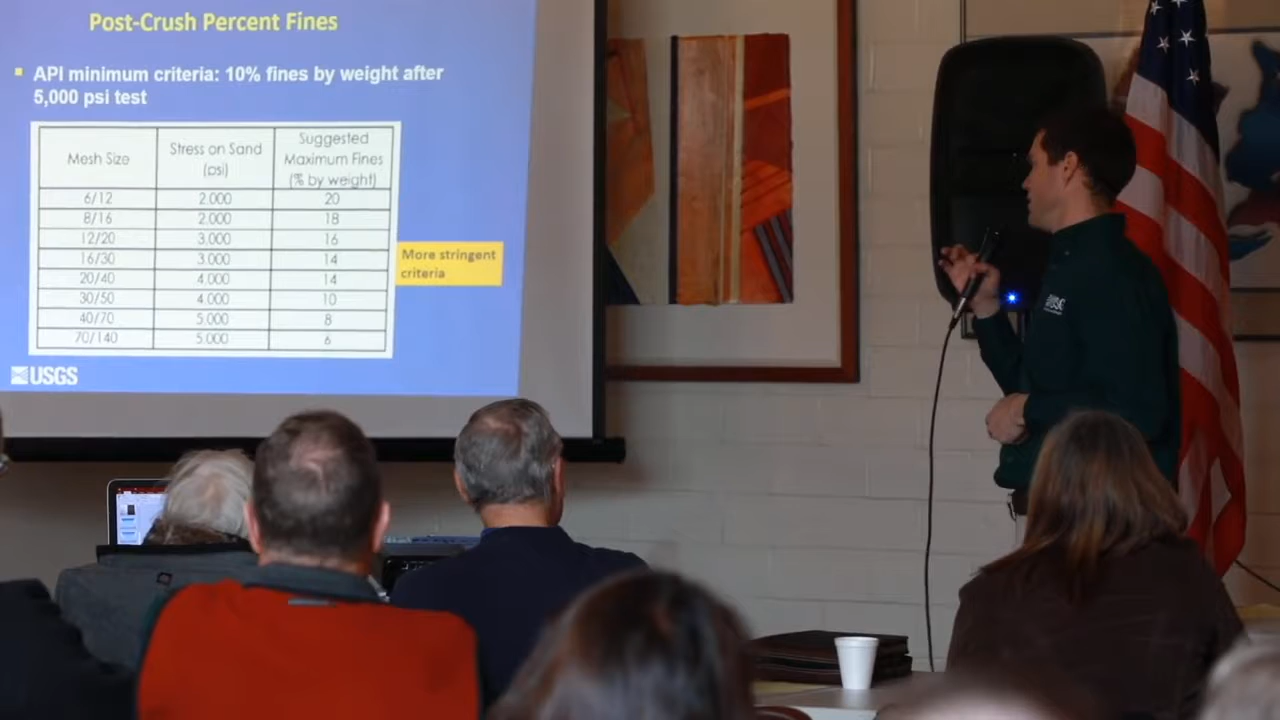 Post-Crush Percent Fines
API minimum criteria: 10% fines by weight after
5,000 psi test
Mesh Size
Stress on Sand
(psi)
Suggested
Maximum Fines
(% by weight)
6/12 2,000 20
8/16 2,000 18
12/20 3,000 16
16/30 3,000 14
20/40 4,000 14
30/50 4,000 10
40/70 5,000 8
70/140 5,000 6
More stringent
criteria
USGS